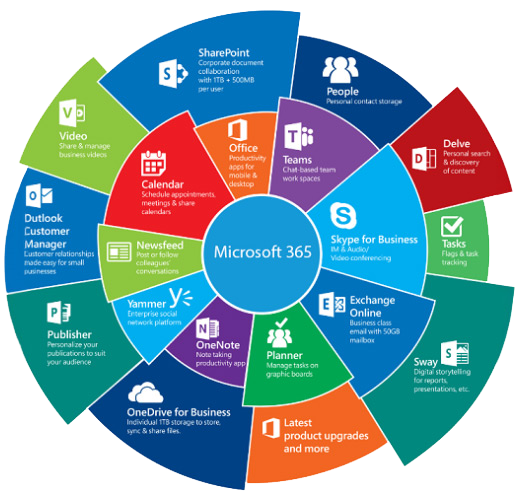 SharePoint
Corporate document
collaboration
with 1TB + 500MB
per user
People
Personal contact storage
Delve
Personal search
& discovery
of content
Tasks
Flags & task
tracking
Sway
Digital storytelling
for reports,
presentations, etc.
Latest
product upgrades
and more
OneDrive for Business
Individual 1TB storage to store,
sync & share files.
Publisher
Personalize your
publications to suit
your audience
Outlook
Customer
Manager
Customer relationships
made easy for small
businesses
Video
Share & manage
business videos
Office
Productivity
apps for
mobile &
desktop
Teams
Chat-based team
work spaces
Skype for Business
IM & Audio/
Video conferencing
Exchange
Online
Business class
email with 50GB
mailbox
Planner
Manage tasks on
graphic boards
OneNote
Note taking
productivity app
Yammer
Enterprise social
network platform
Newsfeed
Post or follow
colleagues'
conversations
Calendar
Schedule appointments,
meetings & share
calendars
Microsoft 365